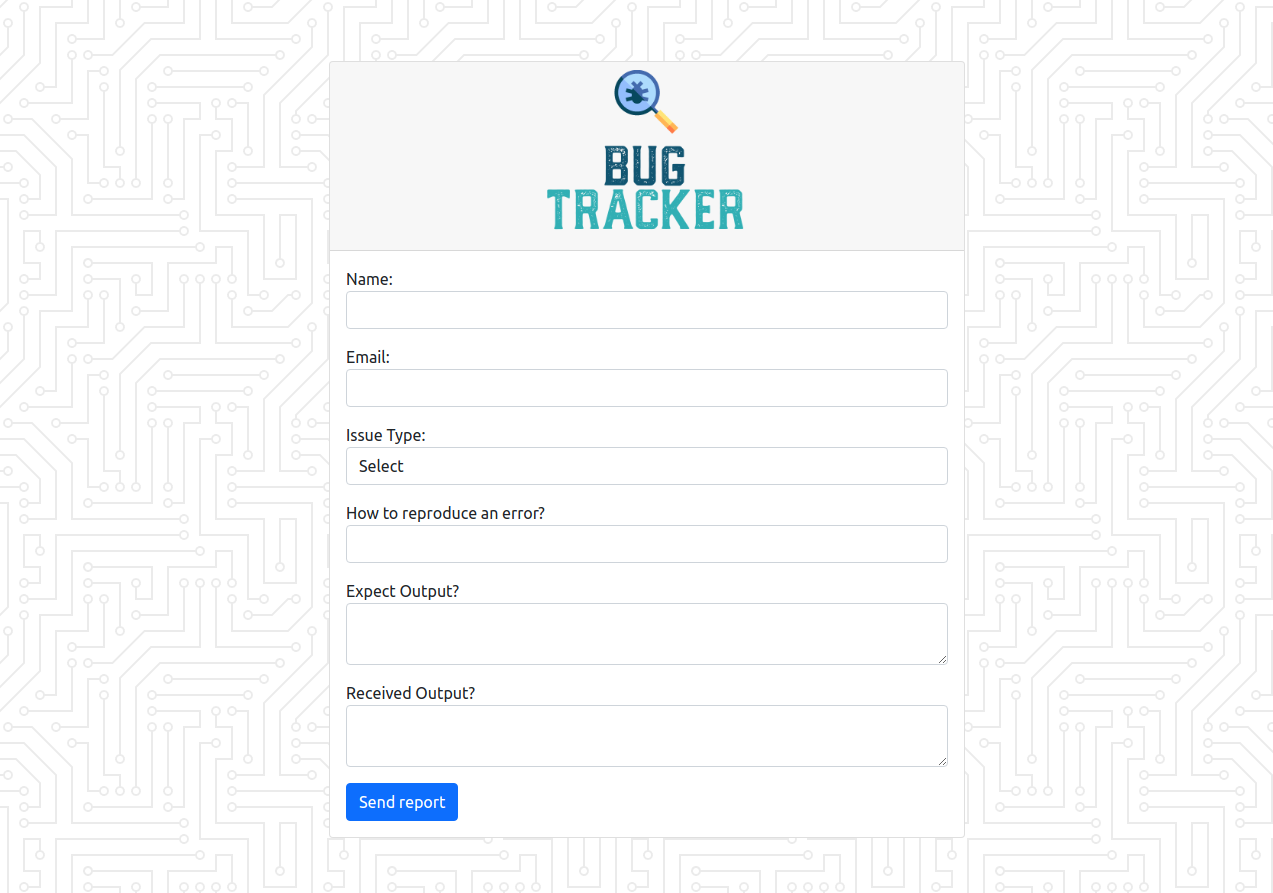 BUG
TRACKER
Name:
Email:
Issue Type:
Select
How to reproduce an error?
Expect Output?
Received Output?
Send report